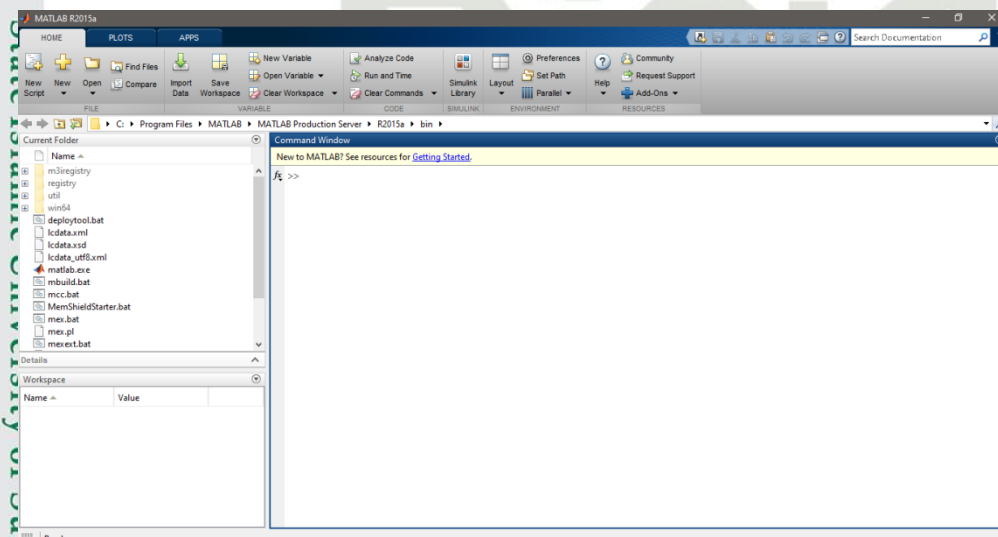 MATLAB R2015a
HOME PLOTS APPS
Search Documentation
New Script
New
Open
Find Files
Compare
Import Data
Save Workspace
New Variable
Open Variable
Clear Workspace
Analyze Code
Run and Time
Clear Commands
Simulink Library
Layout
Preferences
Set Path
Parallel
Help
Community
Request Support
Add-Ons
FILE VARIABLE CODE SIMULINK ENVIRONMENT RESOURCES
C: Program Files MATLAB MATLAB Production Server R2015a bin
Current Folder
Name
m3iregistry
registry
util
win64
deploytool.bat
lcdata.xml
lcdata.xsd
lcdata_utf8.xml
matlab.exe
mbuild.bat
mcc.bat
MemShieldStarter.bat
mex.bat
mex.pl
mexext.bat
Details
Workspace
Name Value
Command Window
New to MATLAB? See resources for Getting Started.
fx >>